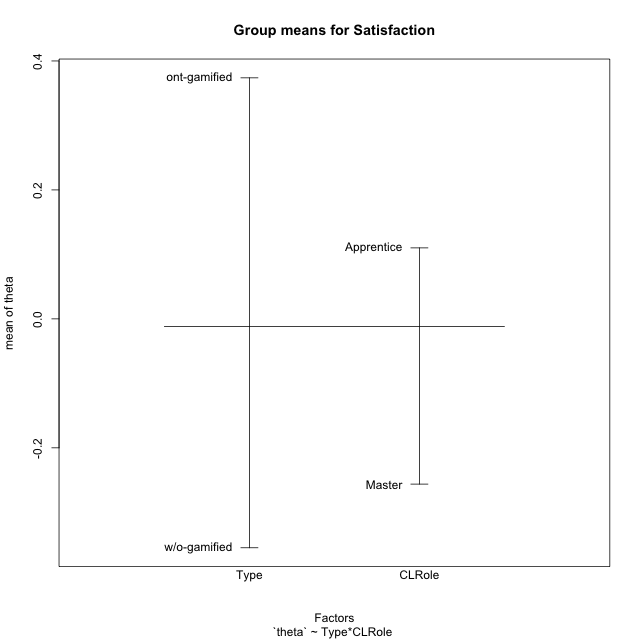 Group means for Satisfaction
mean of theta
0.4
0.2
0.0
-0.2
ont-gamified
Apprentice
Master
w/o-gamified
Type
CLRole
Factors
`theta` ~ Type*CLRole